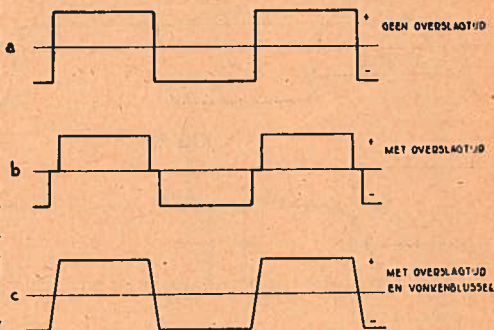 a
+ GEEN OVERSLAGTIJD
-
b
+ MET OVERSLAGTIJD
-
c
+ MET OVERSLAGTIJD
EN VONKENBLUSSER
-